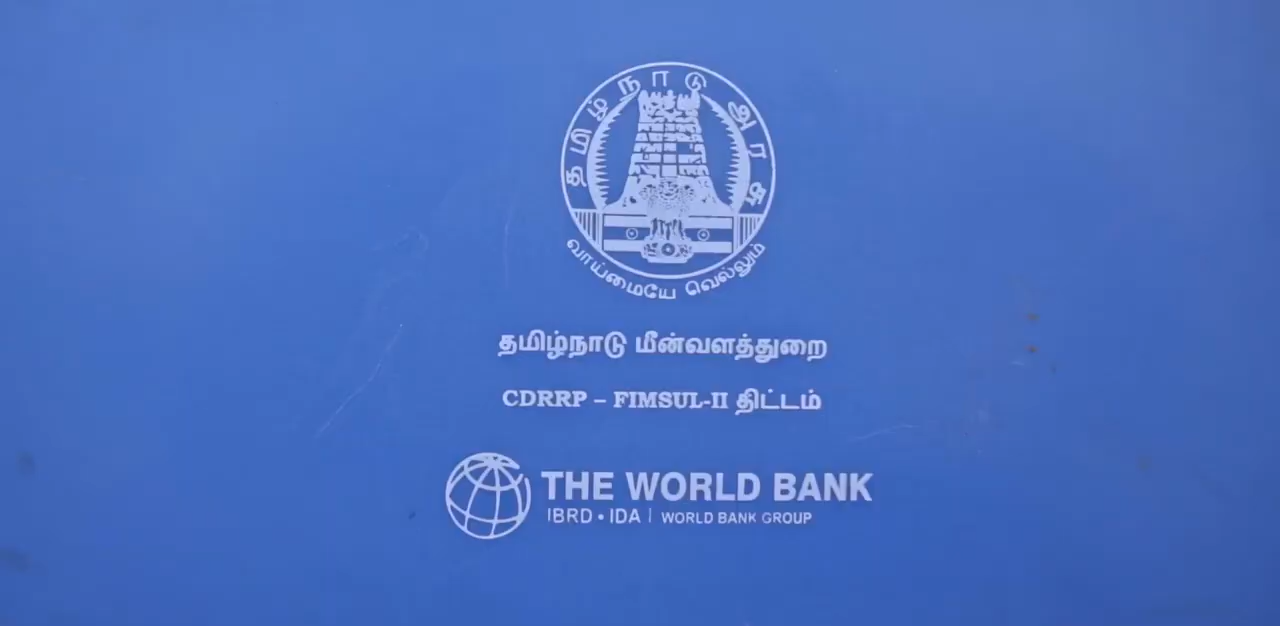 தமிழ்நாடு அரசு
வாய்மையே வெல்லும்
தமிழ்நாடு மீன்வளத்துறை
CDRRP – FIMSUL-II திட்டம்
THE WORLD BANK
IBRD • IDA | WORLD BANK GROUP